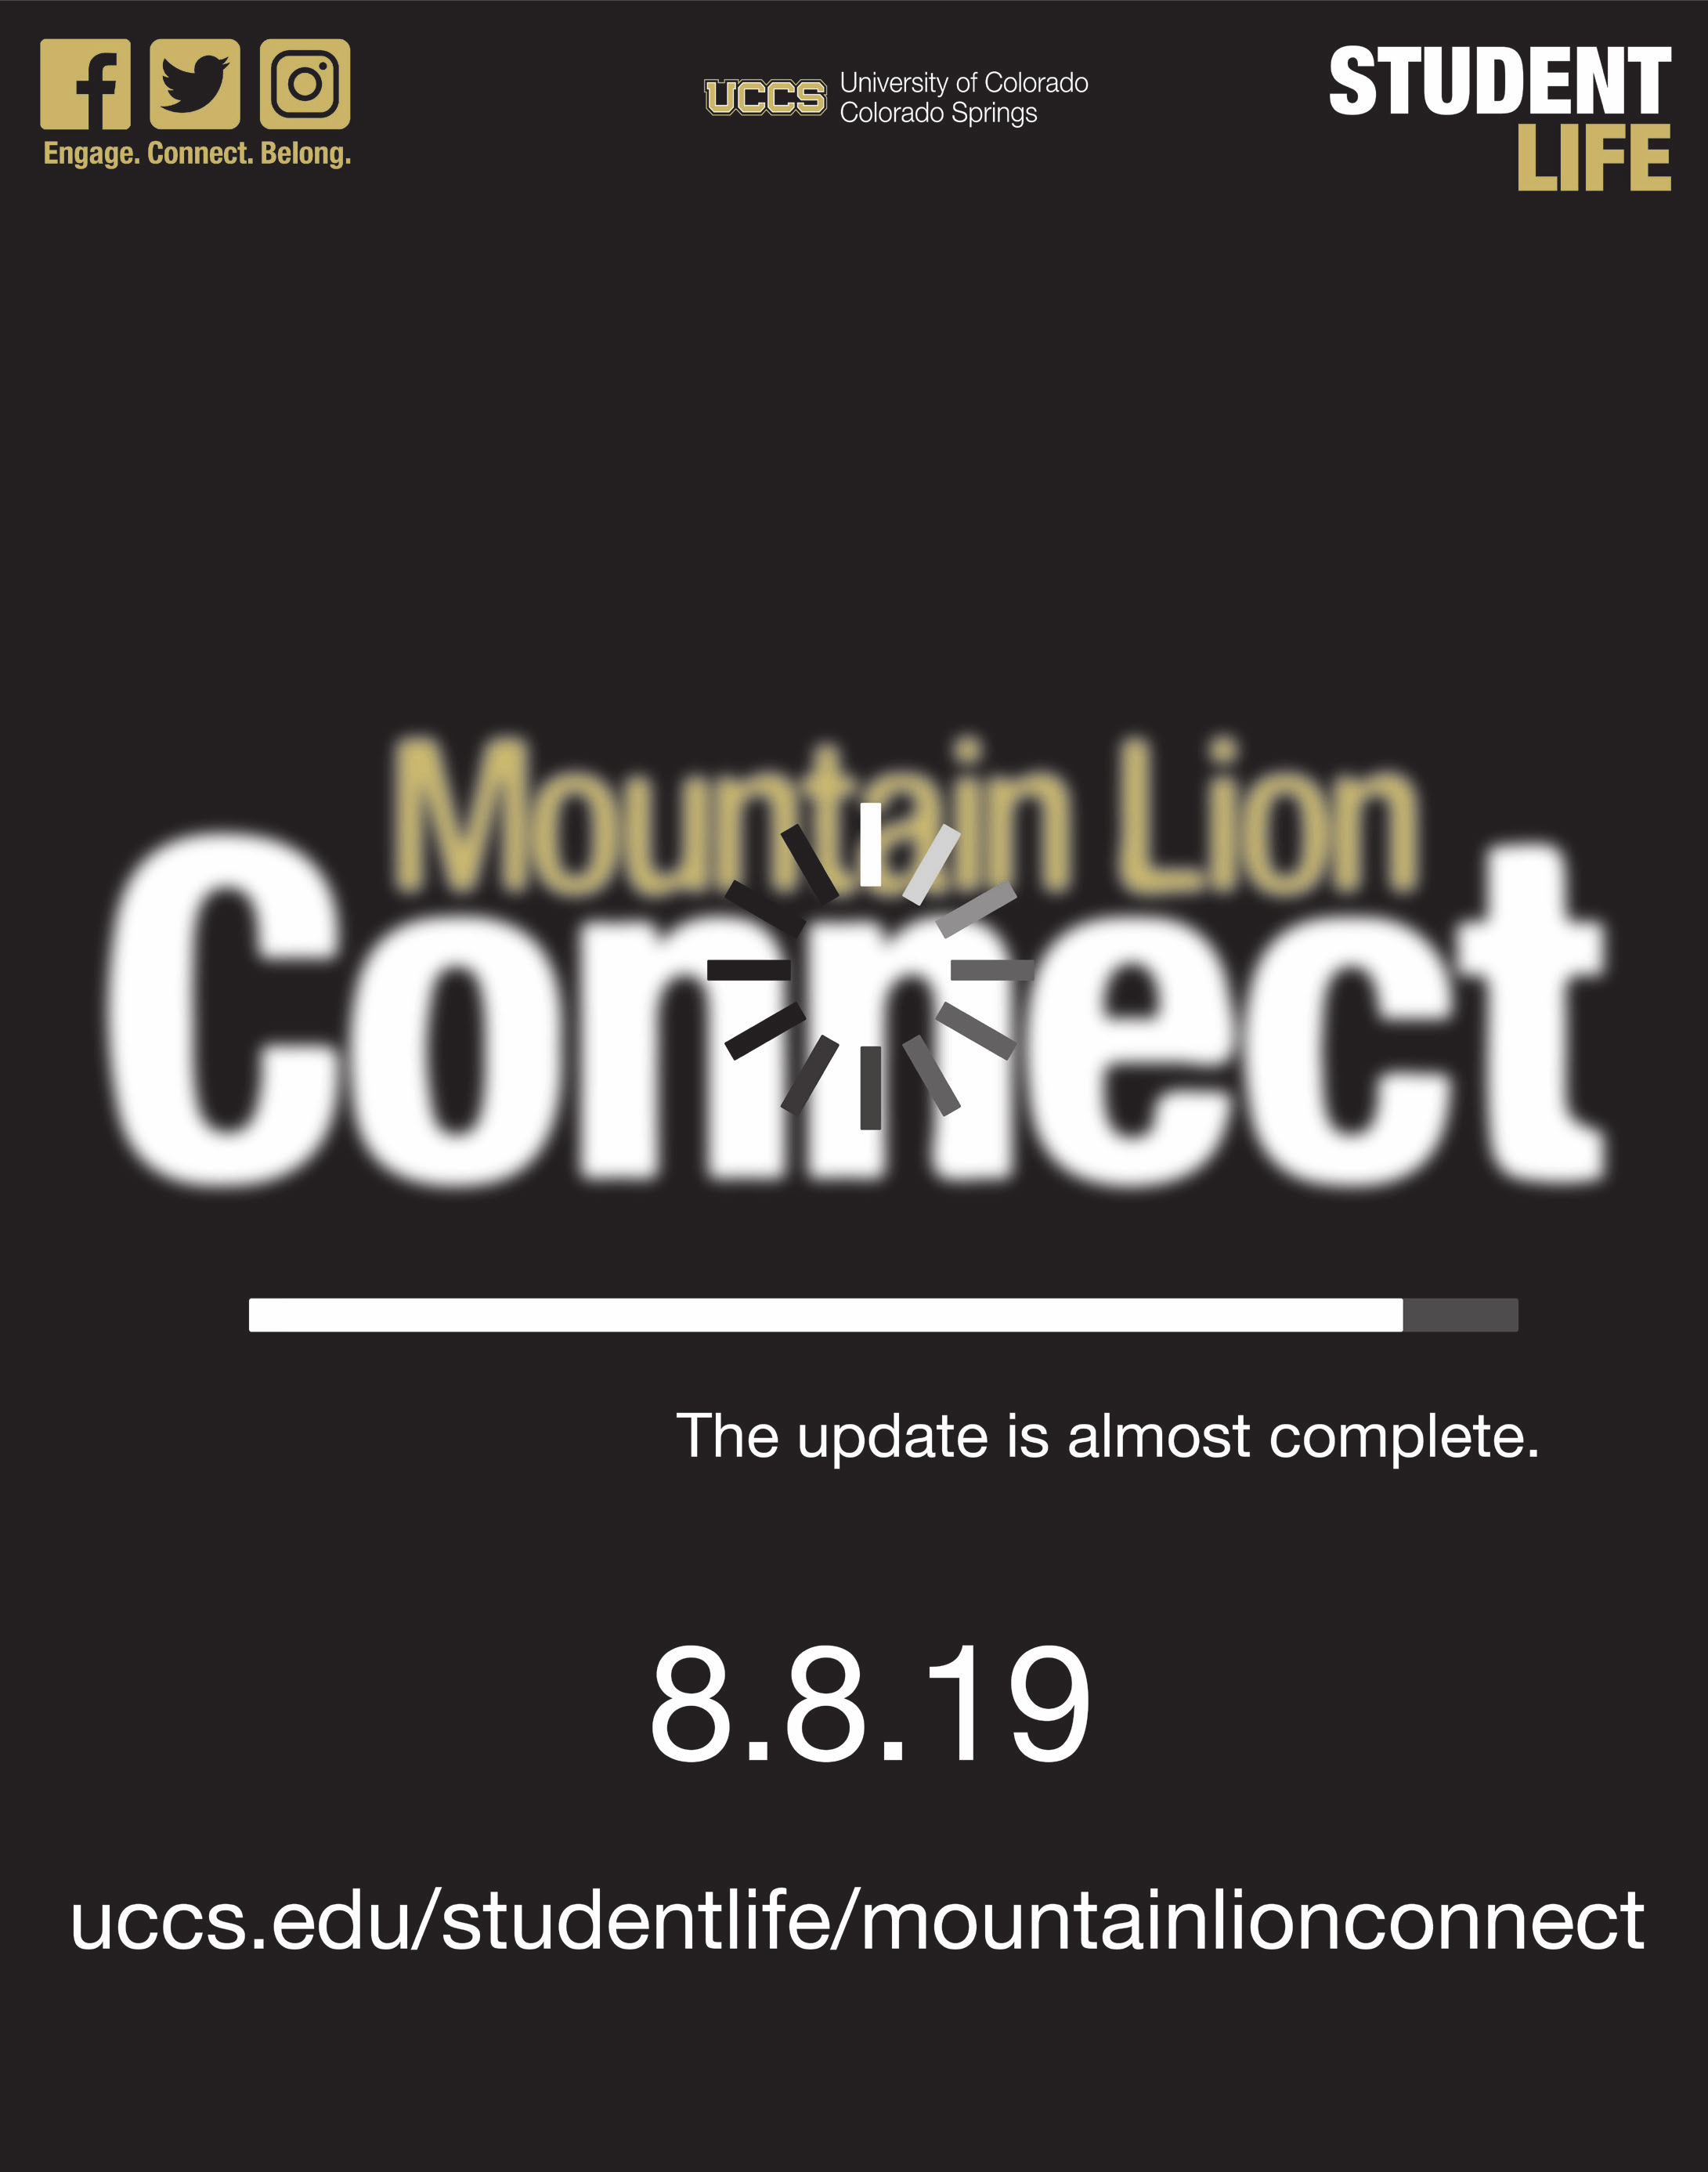 Engage. Connect. Belong.
UCCS
University of Colorado
Colorado Springs
STUDENT
LIFE
Mountain Lion
Connect
The update is almost complete.
8.8.19
uccs.edu/studentlife/mountainlionconnect